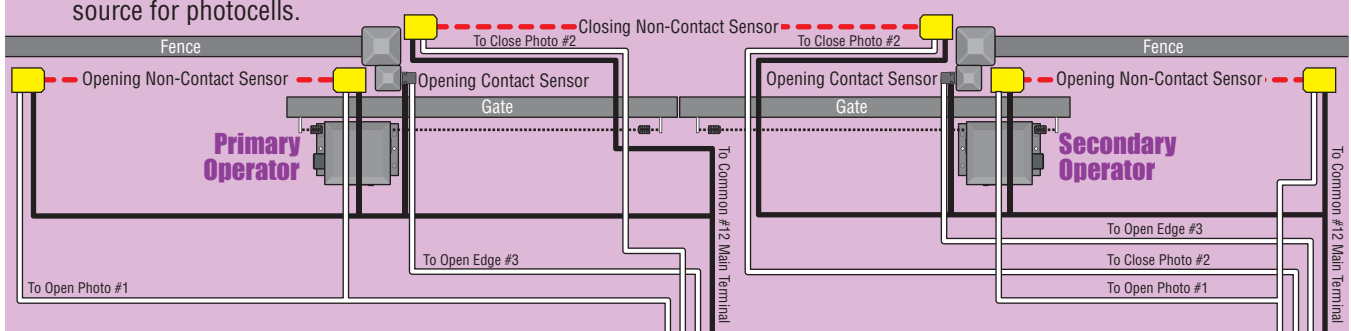 source for photocells.
Closing Non-Contact Sensor
To Close Photo #2
To Close Photo #2
Fence
Fence
Opening Non-Contact Sensor
Opening Contact Sensor
Opening Contact Sensor
Opening Non-Contact Sensor
Gate
Gate
Primary
Operator
Secondary
Operator
To Common #12 Main Terminal
To Common #12 Main Terminal
To Open Edge #3
To Open Edge #3
To Close Photo #2
To Open Photo #1
To Open Photo #1